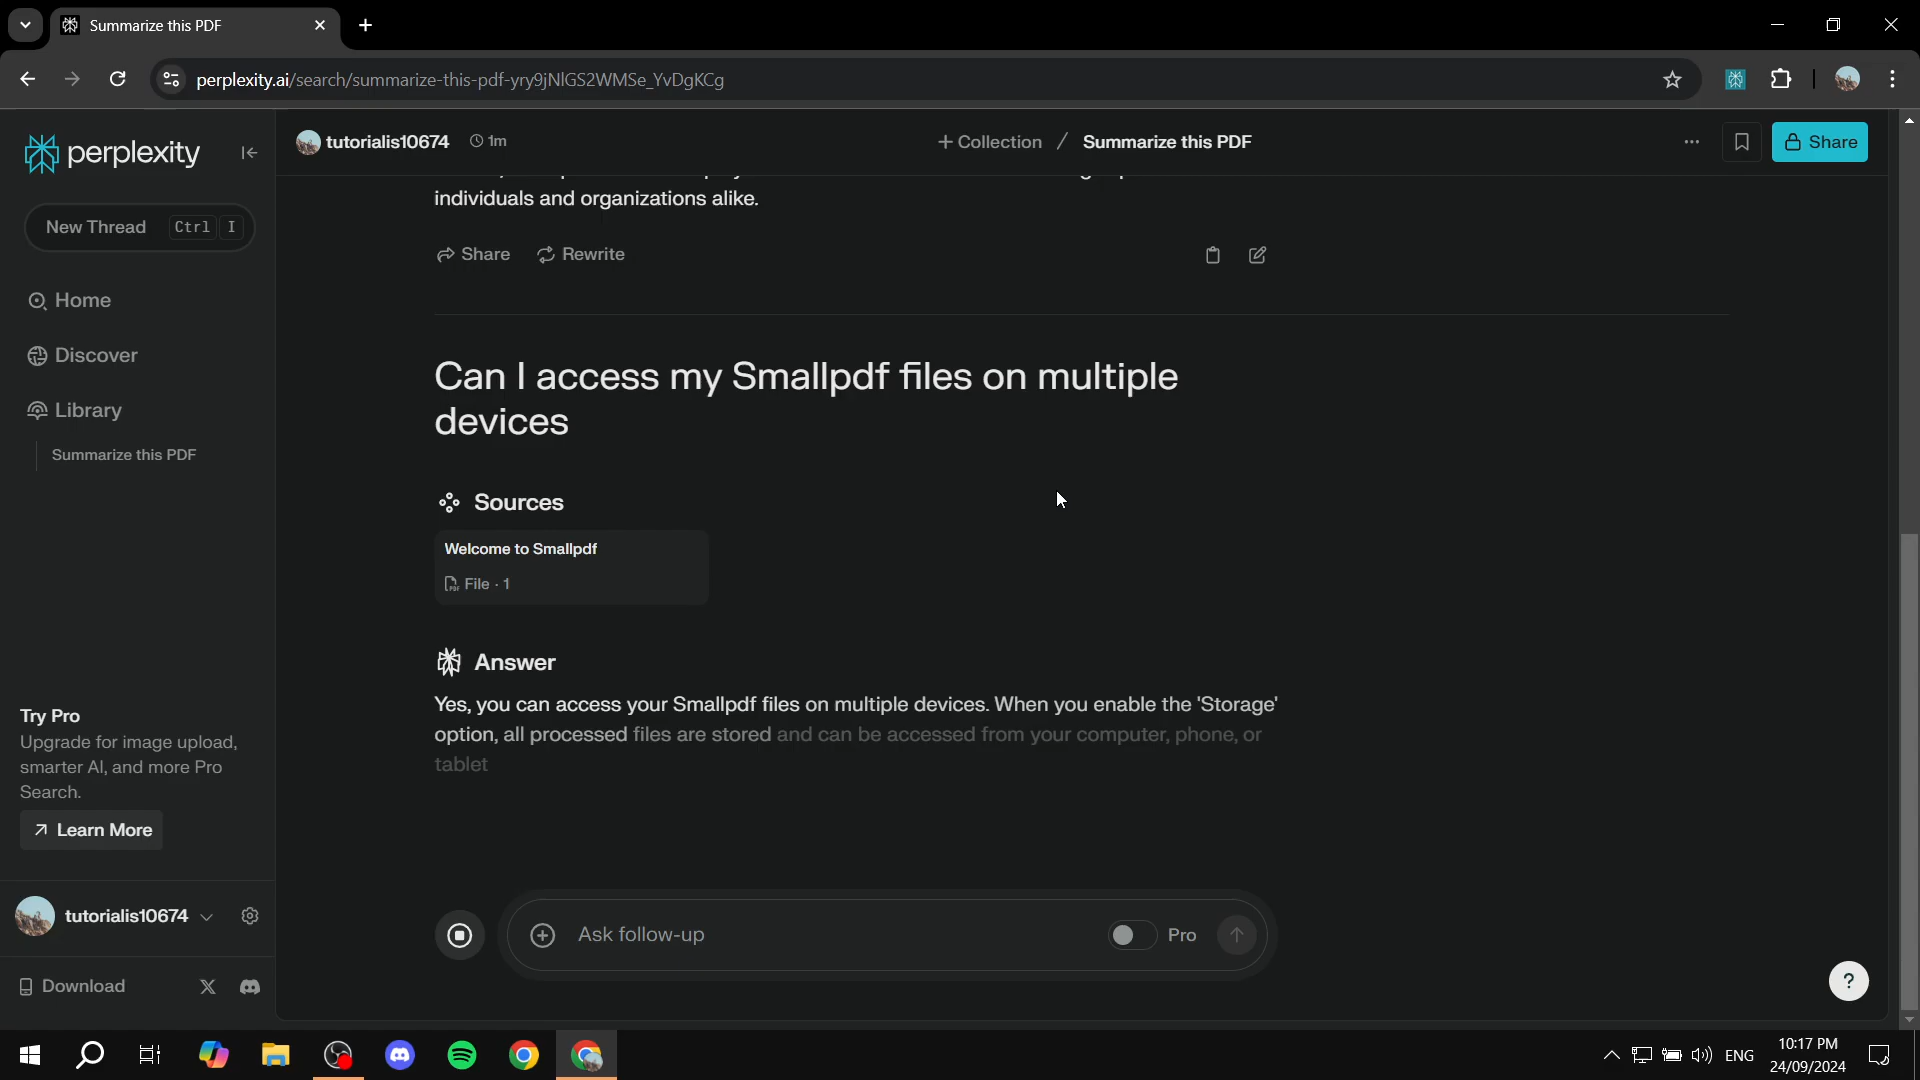 Summarize this PDF
perplexity.ai/search/summarize-this-pdf-yry9jNlGS2WMSe_YvDgKCg
perplexity
tutorialis10674
1m
+ Collection / Summarize this PDF
Share
New Thread Ctrl I
individuals and organizations alike.
Share
Rewrite
Home
Discover
Library
Summarize this PDF
Can I access my Smallpdf files on multiple
devices
Sources
Welcome to Smallpdf
File · 1
Answer
Yes, you can access your Smallpdf files on multiple devices. When you enable the 'Storage'
option, all processed files are stored and can be accessed from your computer, phone, or
tablet
Try Pro
Upgrade for image upload,
smarter AI, and more Pro
Search.
Learn More
tutorialis10674
Ask follow-up
Pro
Download
?
ENG
10:17 PM
24/09/2024